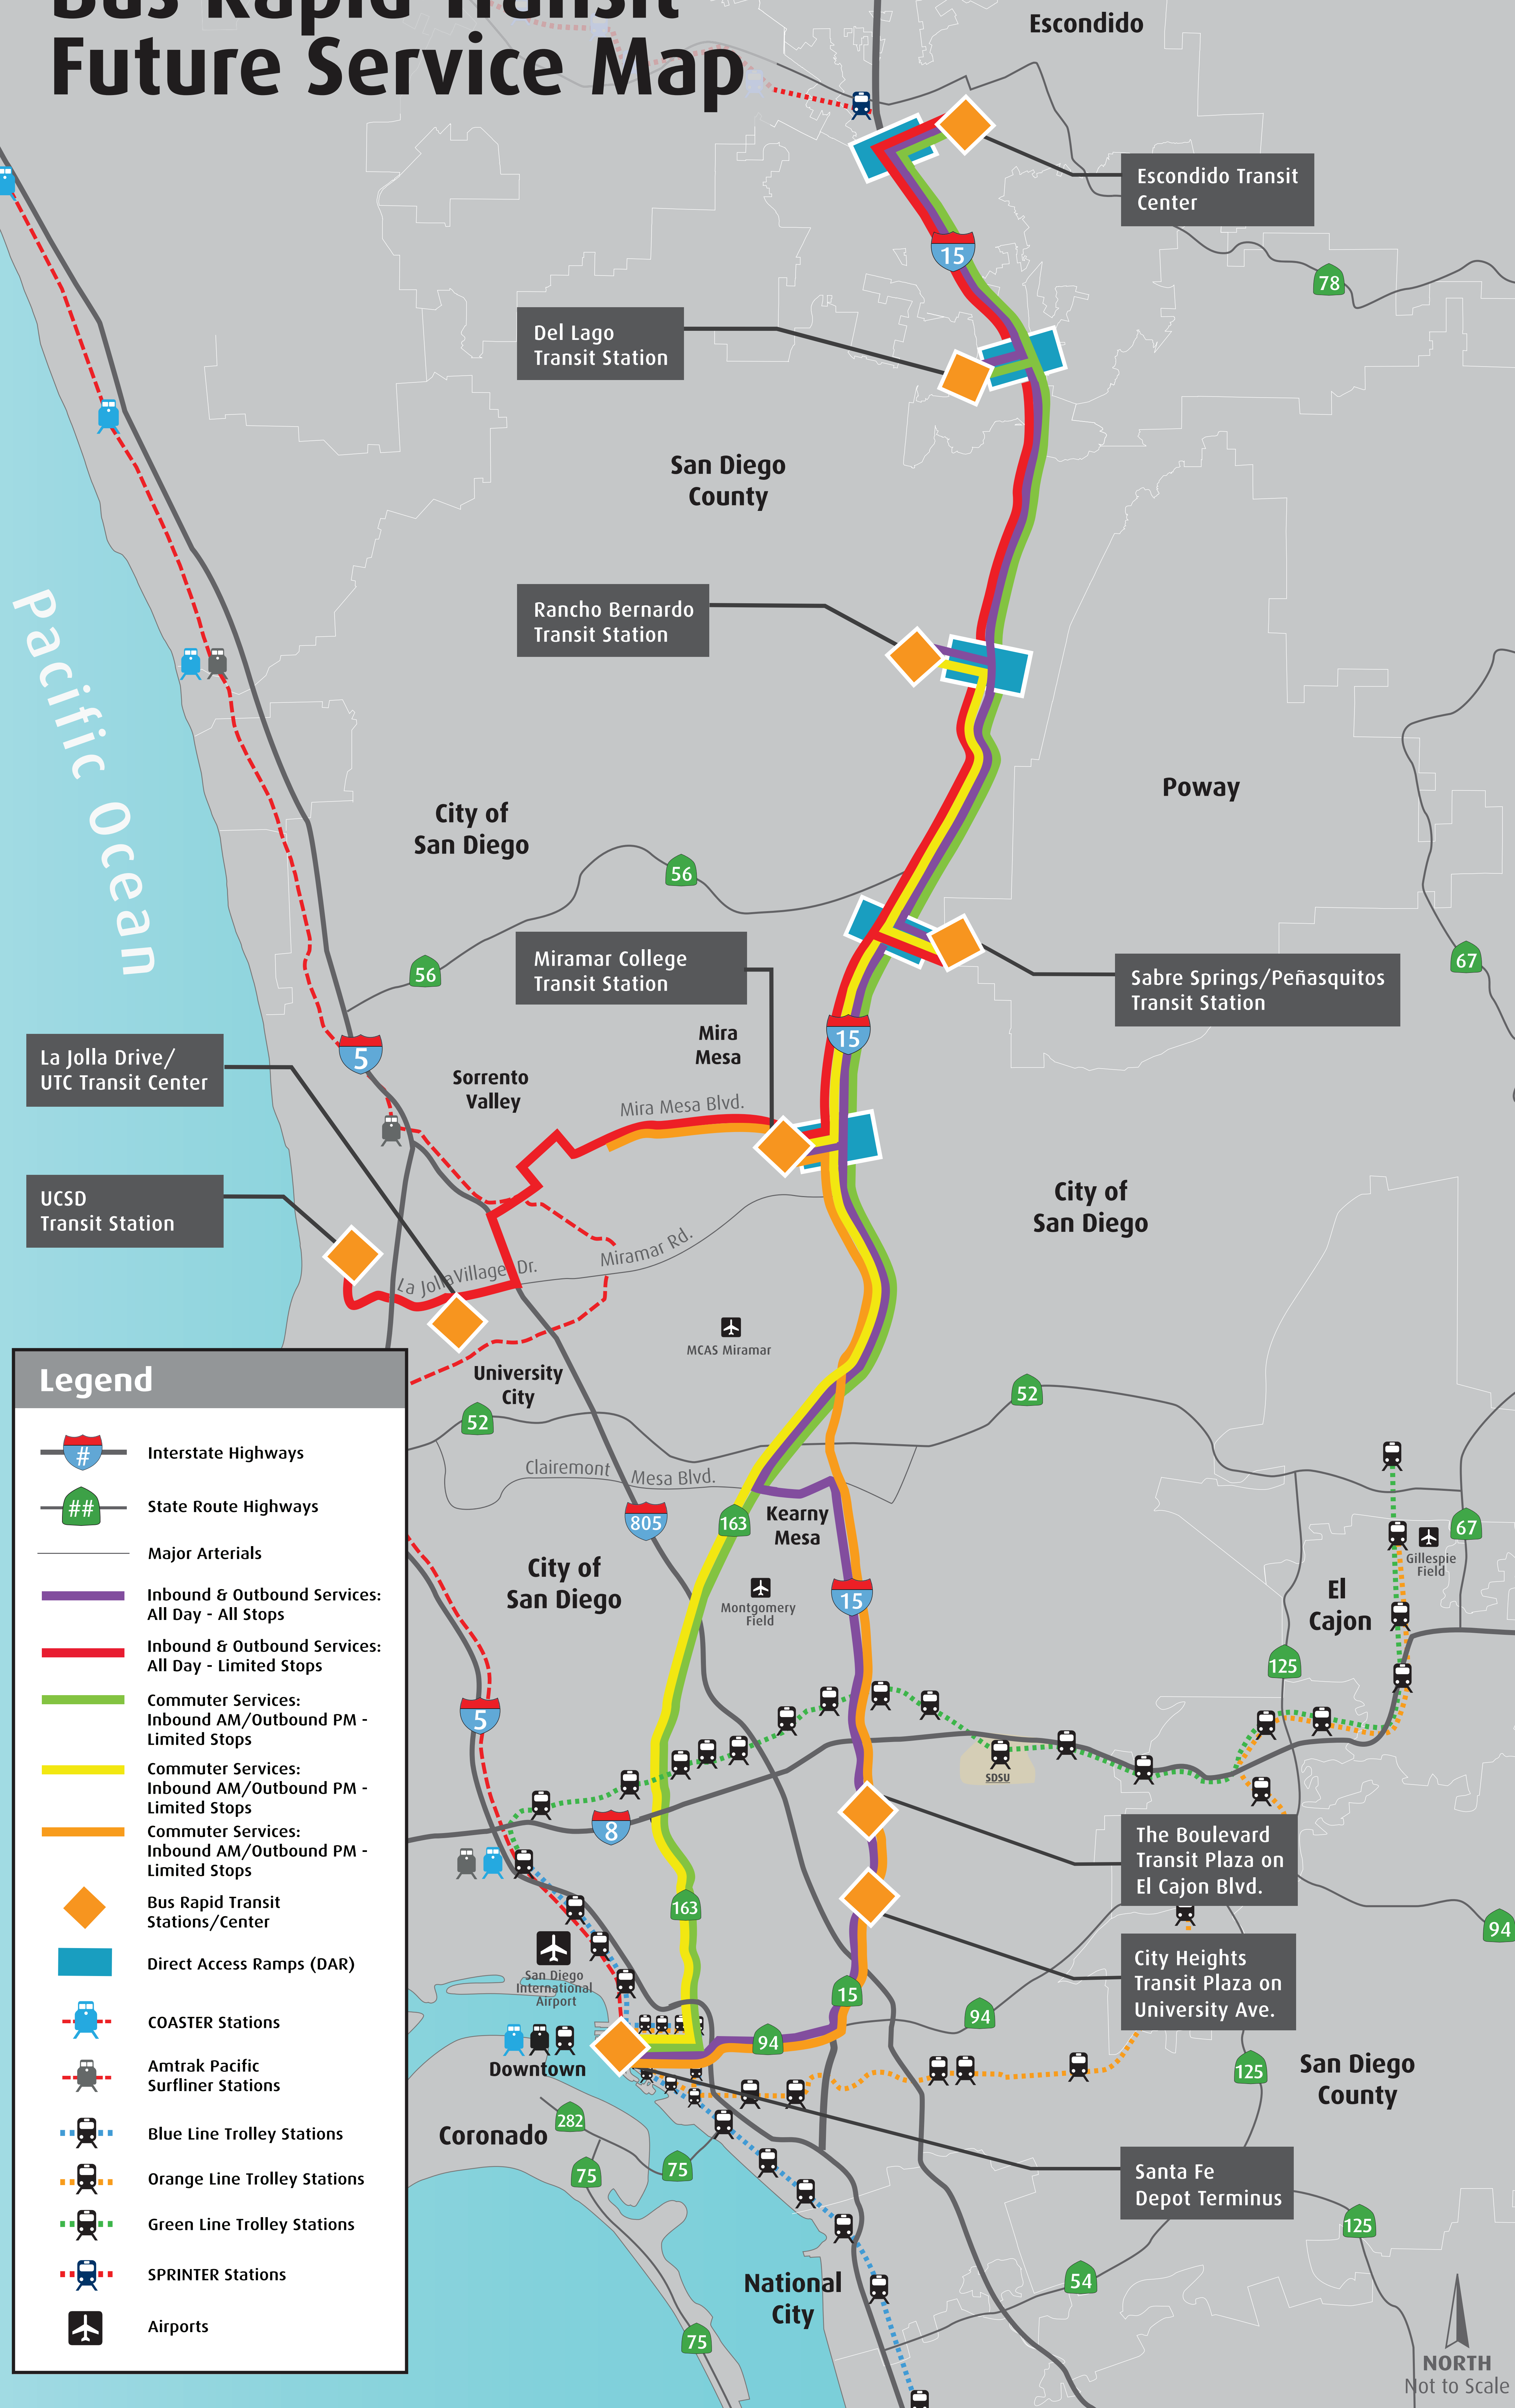 Bus Rapid Transit
Future Service Map
Escondido
Escondido Transit
Center
15
78
Del Lago
Transit Station
San Diego
County
Pacific Ocean
Rancho Bernardo
Transit Station
Poway
City of
San Diego
56
56
67
Miramar College
Transit Station
Sabre Springs/Peñasquitos
Transit Station
Mira
Mesa
15
La Jolla Drive/
UTC Transit Center
5
Sorrento
Valley
Mira Mesa Blvd.
UCSD
Transit Station
City of
San Diego
Miramar Rd.
La Jolla Village Dr.
MCAS Miramar
University
City
52
52
Clairemont Mesa Blvd.
805
163
Kearny
Mesa
67
Gillespie
Field
City of
San Diego
Montgomery
Field
15
El
Cajon
125
5
SDSU
8
The Boulevard
Transit Plaza on
El Cajon Blvd.
163
94
San Diego
International
Airport
City Heights
Transit Plaza on
University Ave.
15
94
94
Downtown
125
San Diego
County
282
Coronado
75
75
Santa Fe
Depot Terminus
125
54
National
City
75
NORTH
Not to Scale
Legend
#
Interstate Highways
##
State Route Highways
Major Arterials
Inbound & Outbound Services:
All Day - All Stops
Inbound & Outbound Services:
All Day - Limited Stops
Commuter Services:
Inbound AM/Outbound PM -
Limited Stops
Commuter Services:
Inbound AM/Outbound PM -
Limited Stops
Commuter Services:
Inbound AM/Outbound PM -
Limited Stops
Bus Rapid Transit
Stations/Center
Direct Access Ramps (DAR)
COASTER Stations
Amtrak Pacific
Surfliner Stations
Blue Line Trolley Stations
Orange Line Trolley Stations
Green Line Trolley Stations
SPRINTER Stations
Airports